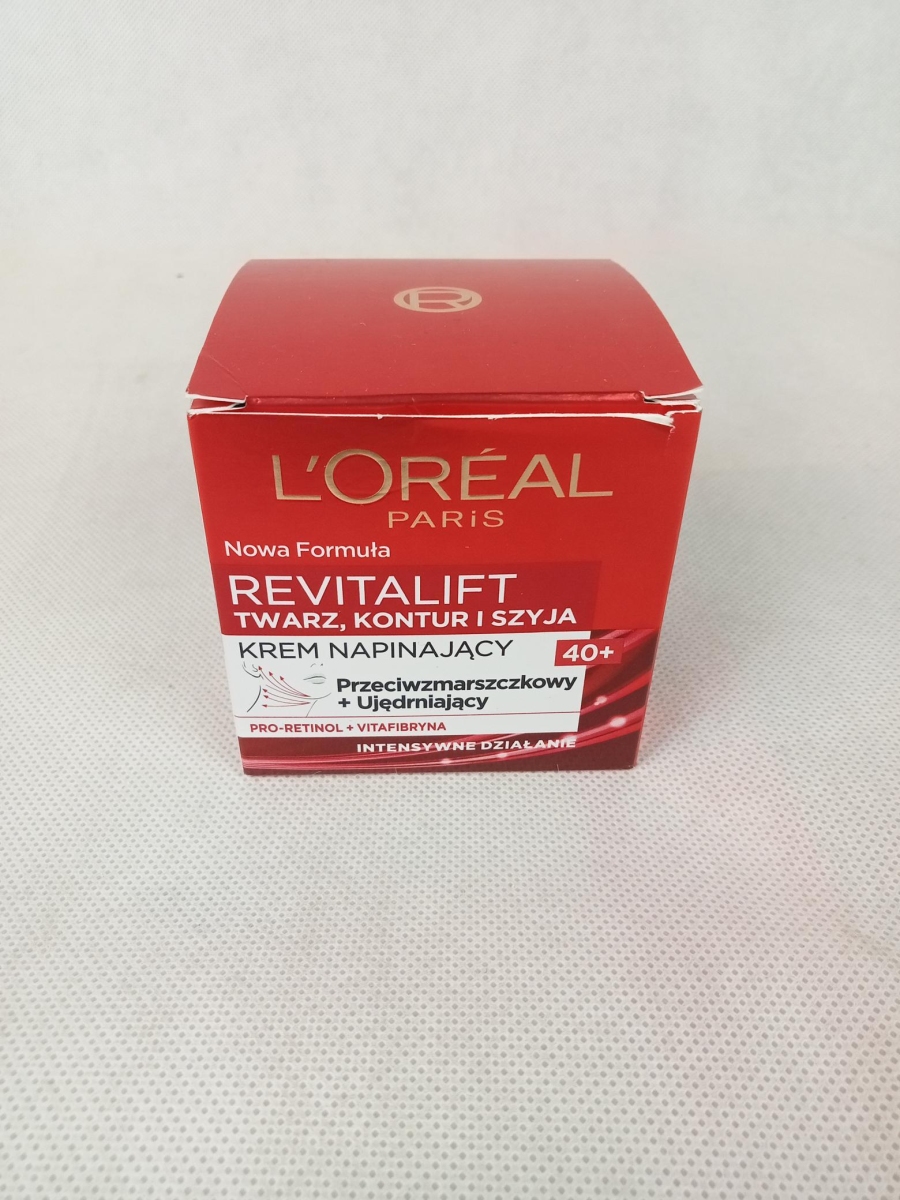 R
L'ORÉAL
PARiS
Nowa Formuła
REVITALIFT
TWARZ, KONTUR I SZYJA
KREM NAPINAJĄCY
40+
Przeciwzmarszczkowy
+ Ujędrniający
PRO-RETINOL + VITAFIBRYNA
INTENSYWNE DZIAŁANIE